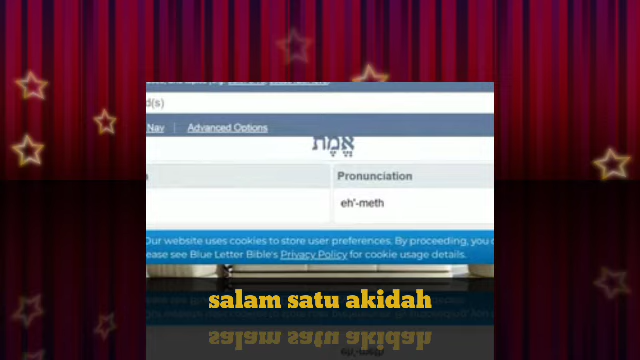 d(s)
Nav Advanced Options
אֱמֶת
Pronunciation
eh'-meth
Our website uses cookies to store user preferences. By proceeding, you
ease see Blue Letter Bible's Privacy Policy for cookie usage details.
salam satu akidah